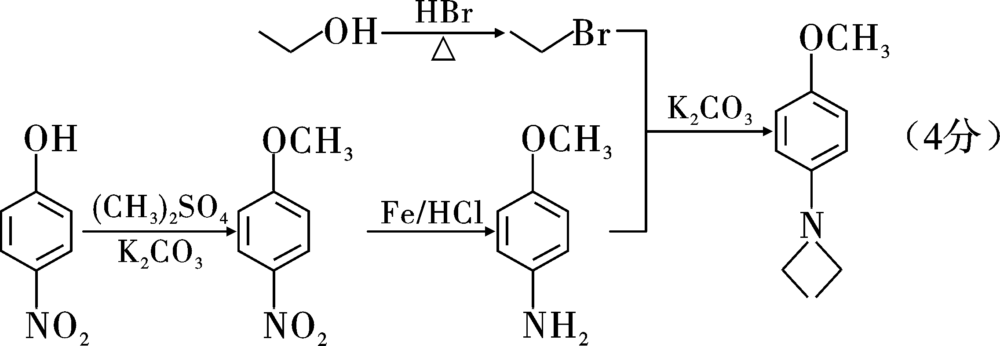 OH HBr △ Br
OCH₃
K₂CO₃
OH OCH₃ OCH₃ (4分)
(CH₃)₂SO₄ Fe/HCl
K₂CO₃ N
NO₂ NO₂ NH₂